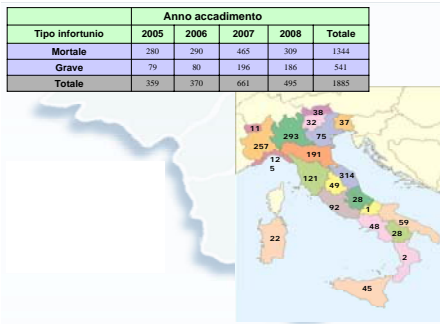 Anno accadimento
Tipo infortunio 2005 2006 2007 2008 Totale
Mortale 280 290 465 309 1344
Grave 79 80 196 186 541
Totale 359 370 661 495 1885
38
11 32 37
293 75
257
12
5
191
121 314
49
92 28
1
48 59
28
22
2
45